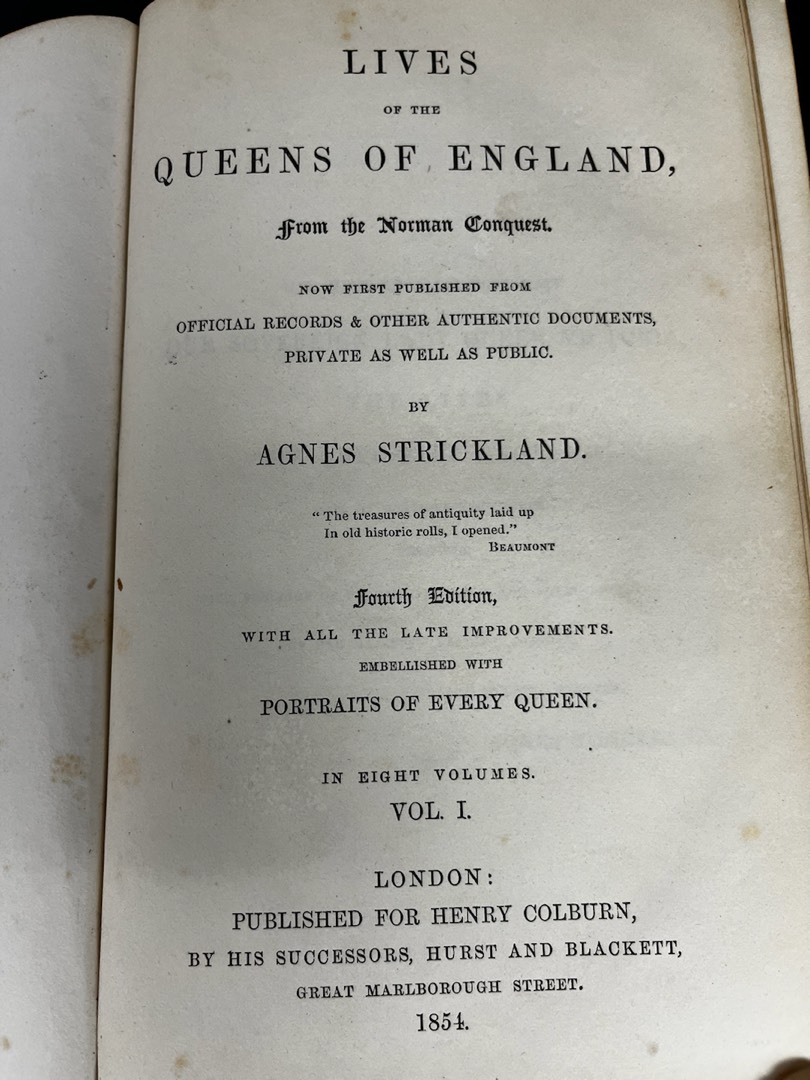 LIVES
OF THE
QUEENS OF ENGLAND,
From the Norman Conquest.
NOW FIRST PUBLISHED FROM
OFFICIAL RECORDS & OTHER AUTHENTIC DOCUMENTS,
PRIVATE AS WELL AS PUBLIC.
BY
AGNES STRICKLAND.
“ The treasures of antiquity laid up
In old historic rolls, I opened.”
BEAUMONT
Fourth Edition,
WITH ALL THE LATE IMPROVEMENTS.
EMBELLISHED WITH
PORTRAITS OF EVERY QUEEN.
IN EIGHT VOLUMES.
VOL. I.
LONDON:
PUBLISHED FOR HENRY COLBURN,
BY HIS SUCCESSORS, HURST AND BLACKETT,
GREAT MARLBOROUGH STREET.
1854.